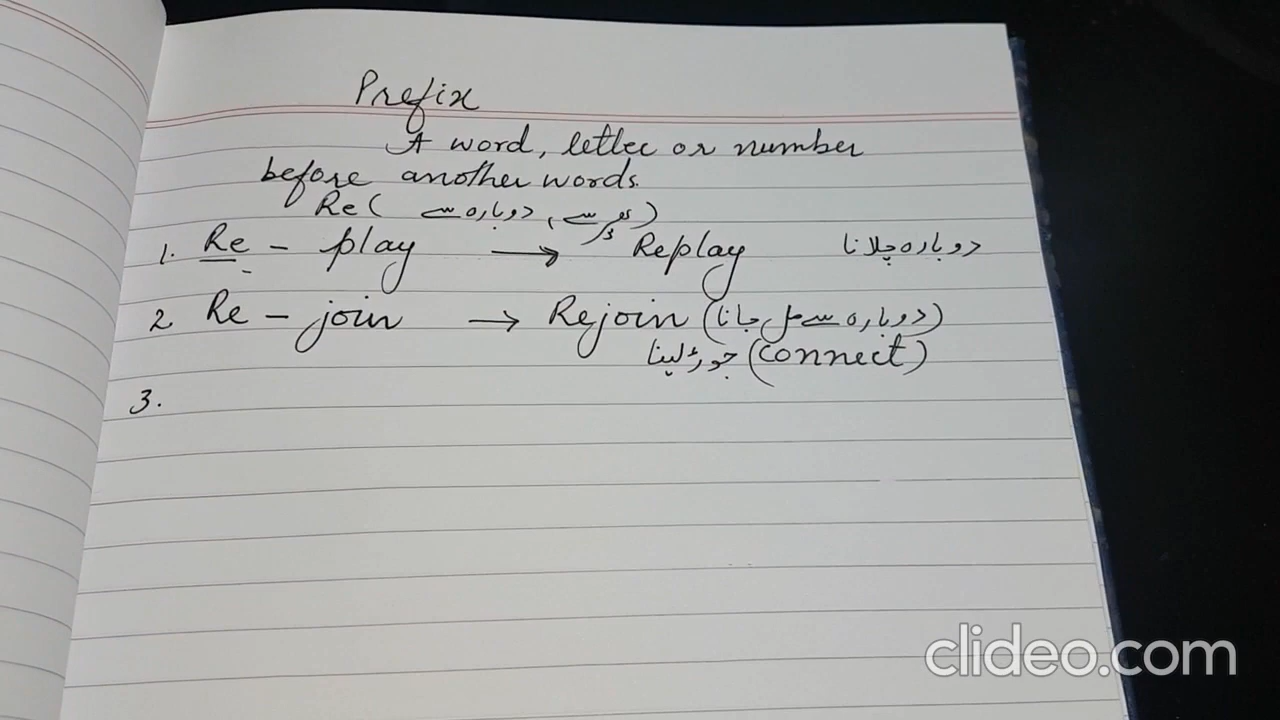 Prefix
A word, letter or number
before another words.
Re ( دوبارہ سے ، پھر سے )
1. Re - play → Replay دوبارہ چلانا
2 Re - join → Rejoin (دوبارہ سے مل جانا)
جوڑ لینا (connect)
3.
clideo.com